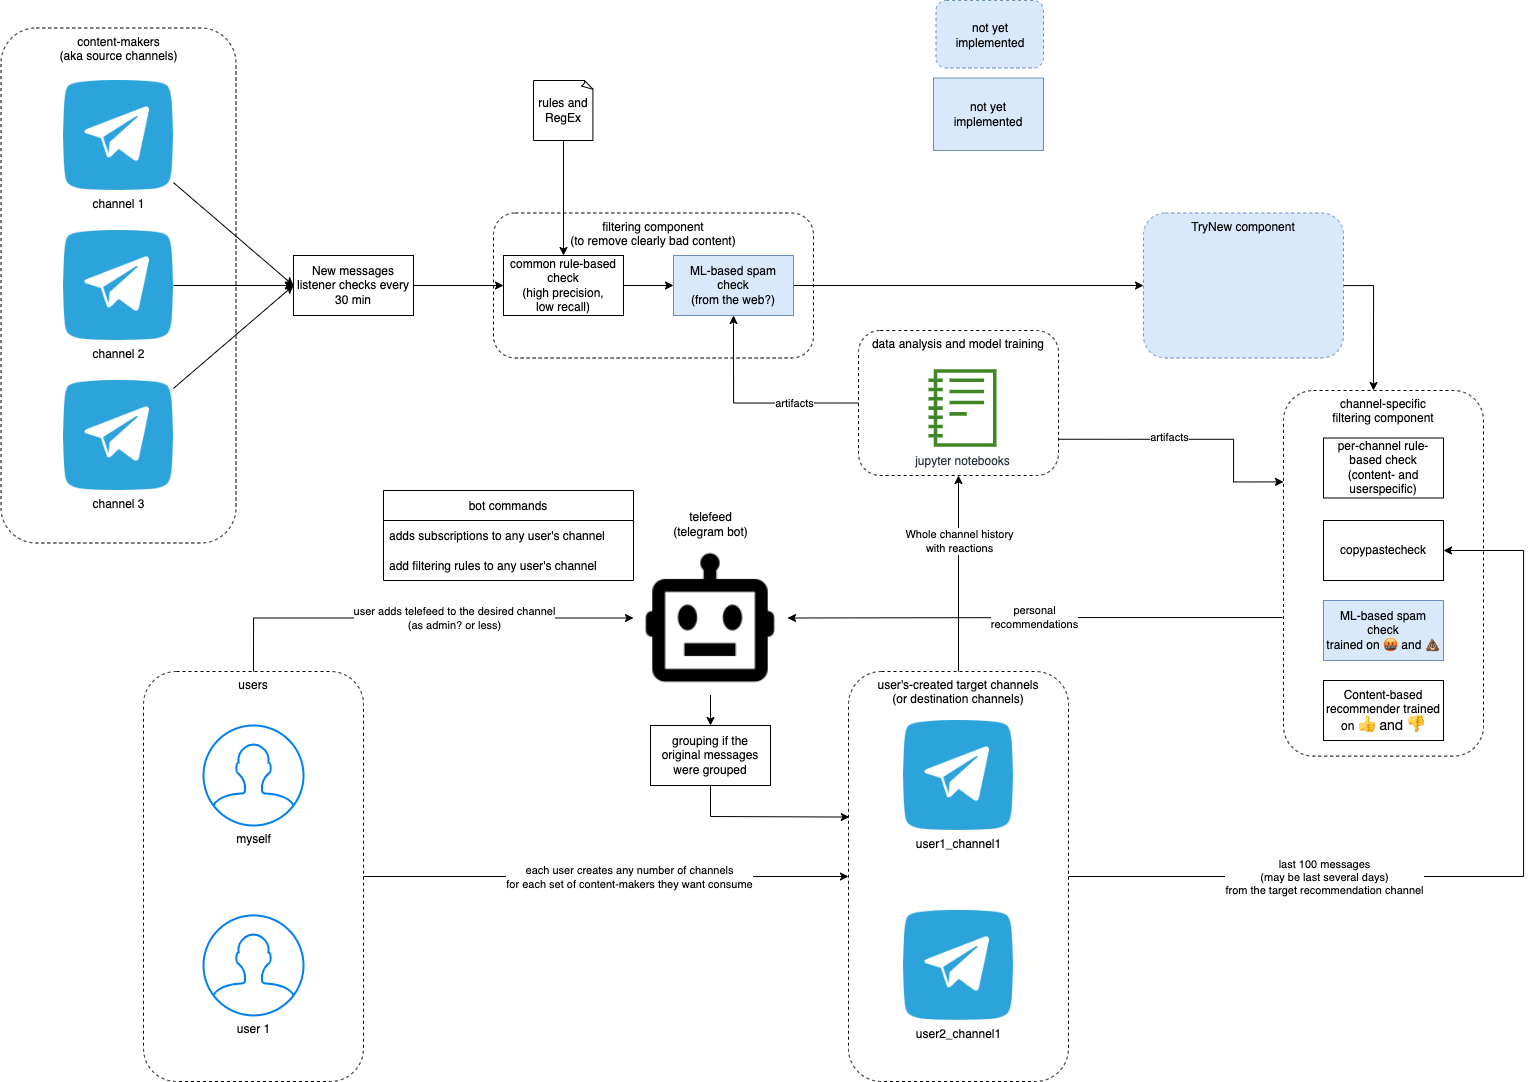 content-makers
(aka source channels)
channel 1
channel 2
channel 3
New messages
listener checks every
30 min
rules and
RegEx
filtering component
(to remove clearly bad content)
common rule-based
check
(high precision,
low recall)
ML-based spam
check
(from the web?)
not yet
implemented
not yet
implemented
TryNew component
data analysis and model training
jupyter notebooks
artifacts
artifacts
channel-specific
filtering component
per-channel rule-
based check
(content- and
userspecific)
copypastecheck
ML-based spam
check
trained on 🤬 and 💩
Content-based
recommender trained
on 👍 and 👎
bot commands
adds subscriptions to any user's channel
add filtering rules to any user's channel
telefeed
(telegram bot)
Whole channel history
with reactions
user adds telefeed to the desired channel
(as admin? or less)
personal
recommendations
users
myself
user 1
grouping if the
original messages
were grouped
user's-created target channels
(or destination channels)
user1_channel1
user2_channel1
each user creates any number of channels
for each set of content-makers they want consume
last 100 messages
(may be last several days)
from the target recommendation channel